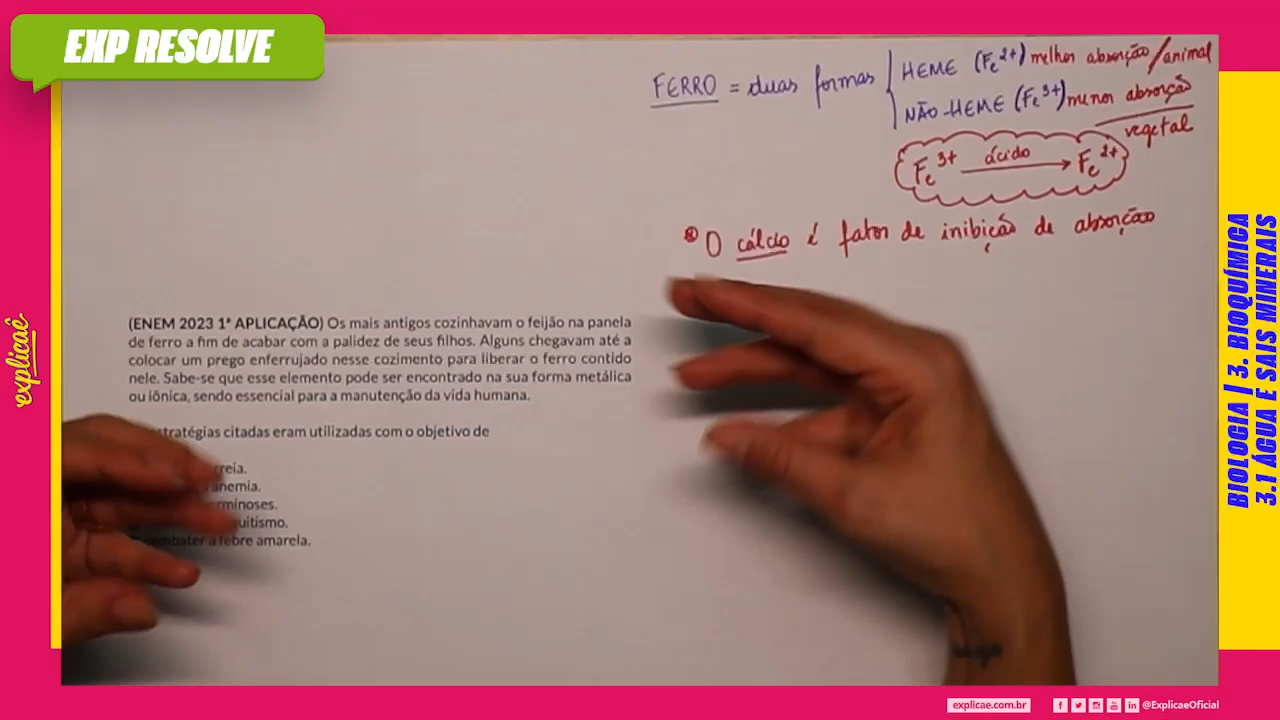 EXP RESOLVE
FERRO = duas formas
HEME (Fe2+) melhor absorção/animal
NÃO-HEME (Fe3+) menor absorção
vegetal
Fe3+ ácido → Fe2+
O cálcio é fator de inibição de absorção
(ENEM 2023 1ª APLICAÇÃO) Os mais antigos cozinhavam o feijão na panela
de ferro a fim de acabar com a palidez de seus filhos. Alguns chegavam até a
colocar um prego enferrujado nesse cozimento para liberar o ferro contido
nele. Sabe-se que esse elemento pode ser encontrado na sua forma metálica
ou iônica, sendo essencial para a manutenção da vida humana.
stratégias citadas eram utilizadas com o objetivo de
rreia.
anemia.
rminoses.
uitismo.
combater a febre amarela.
explicaê
BIOLOGIA | 3. BIOQUÍMICA
3.1 ÁGUA E SAIS MINERAIS
explicae.com.br
@ExplicaeOficial